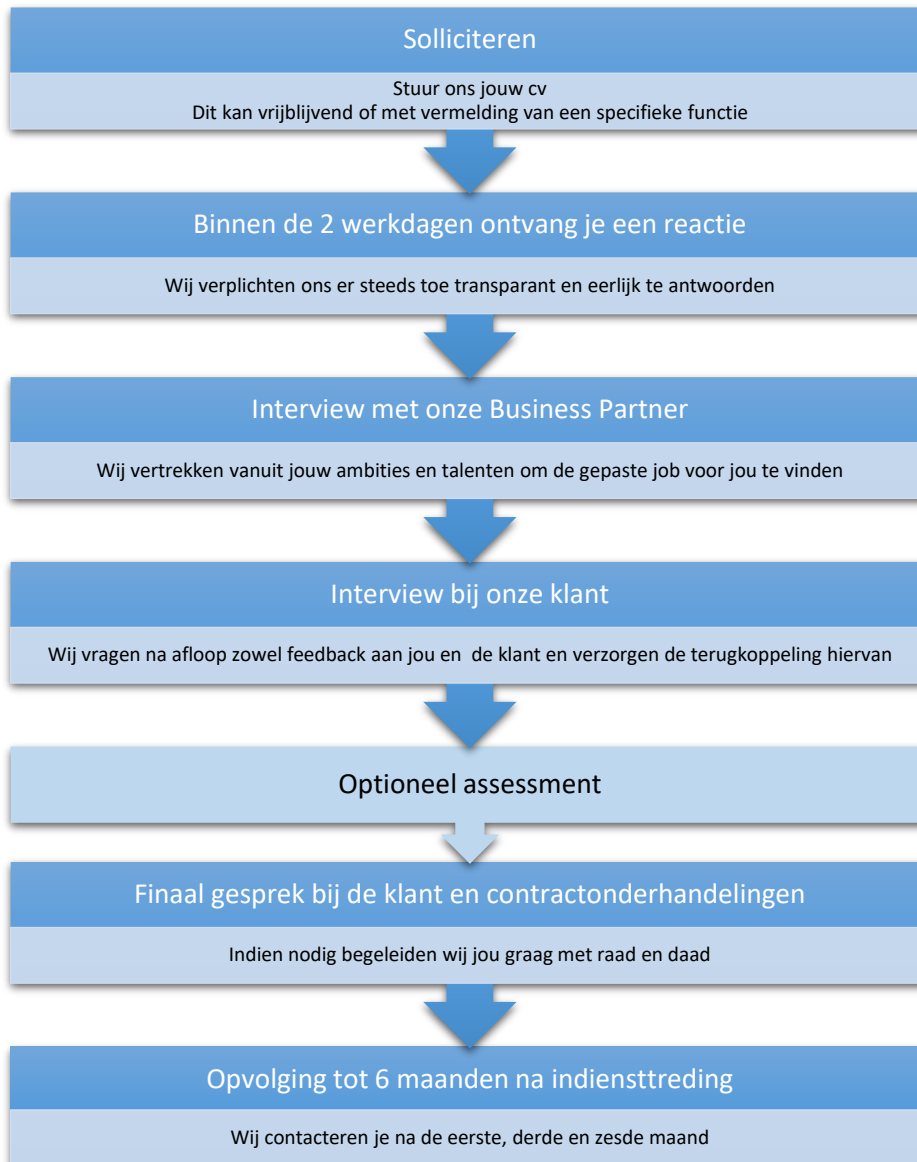 Solliciteren
Stuur ons jouw cv
Dit kan vrijblijvend of met vermelding van een specifieke functie
Binnen de 2 werkdagen ontvang je een reactie
Wij verplichten ons er steeds toe transparant en eerlijk te antwoorden
Interview met onze Business Partner
Wij vertrekken vanuit jouw ambities en talenten om de gepaste job voor jou te vinden
Interview bij onze klant
Wij vragen na afloop zowel feedback aan jou en  de klant en verzorgen de terugkoppeling hiervan
Optioneel assessment
Finaal gesprek bij de klant en contractonderhandelingen
Indien nodig begeleiden wij jou graag met raad en daad
Opvolging tot 6 maanden na indiensttreding
Wij contacteren je na de eerste, derde en zesde maand